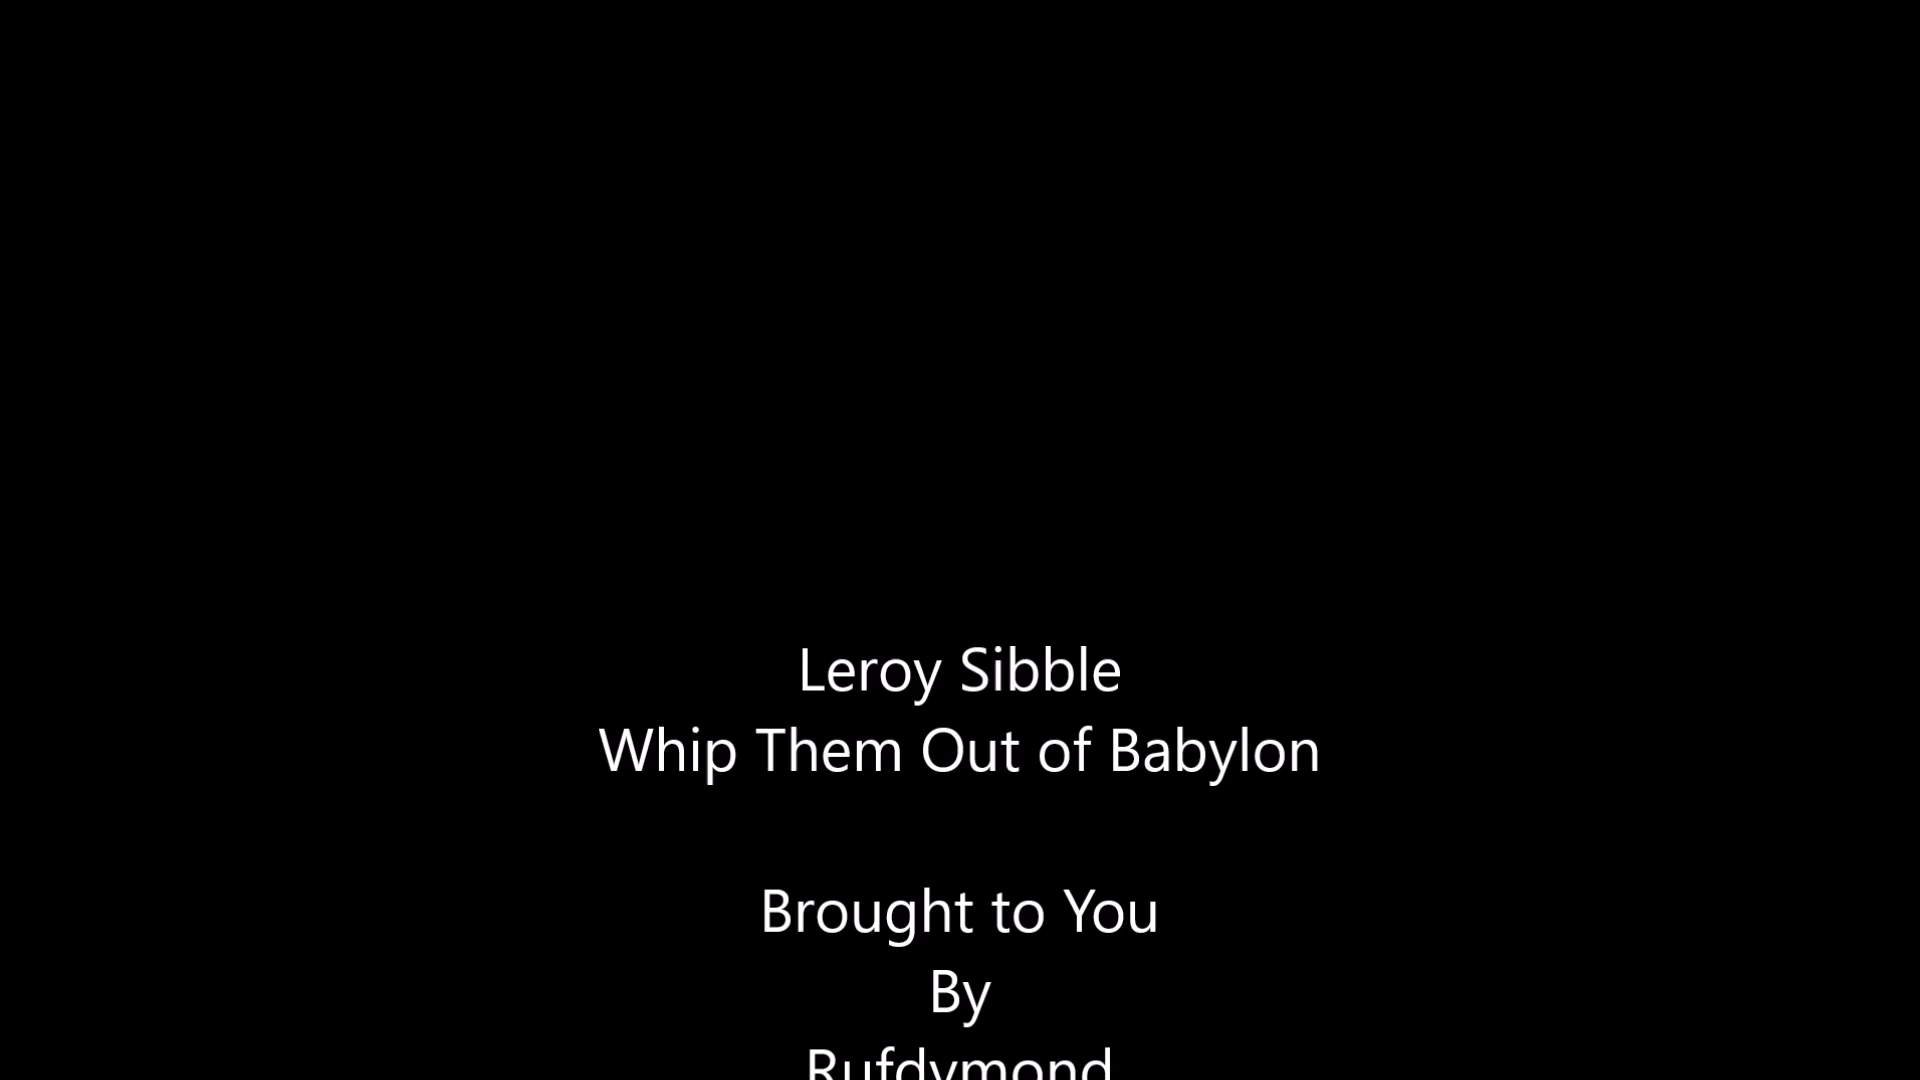 Leroy Sibble
Whip Them Out of Babylon
Brought to You
By
Rufdymond